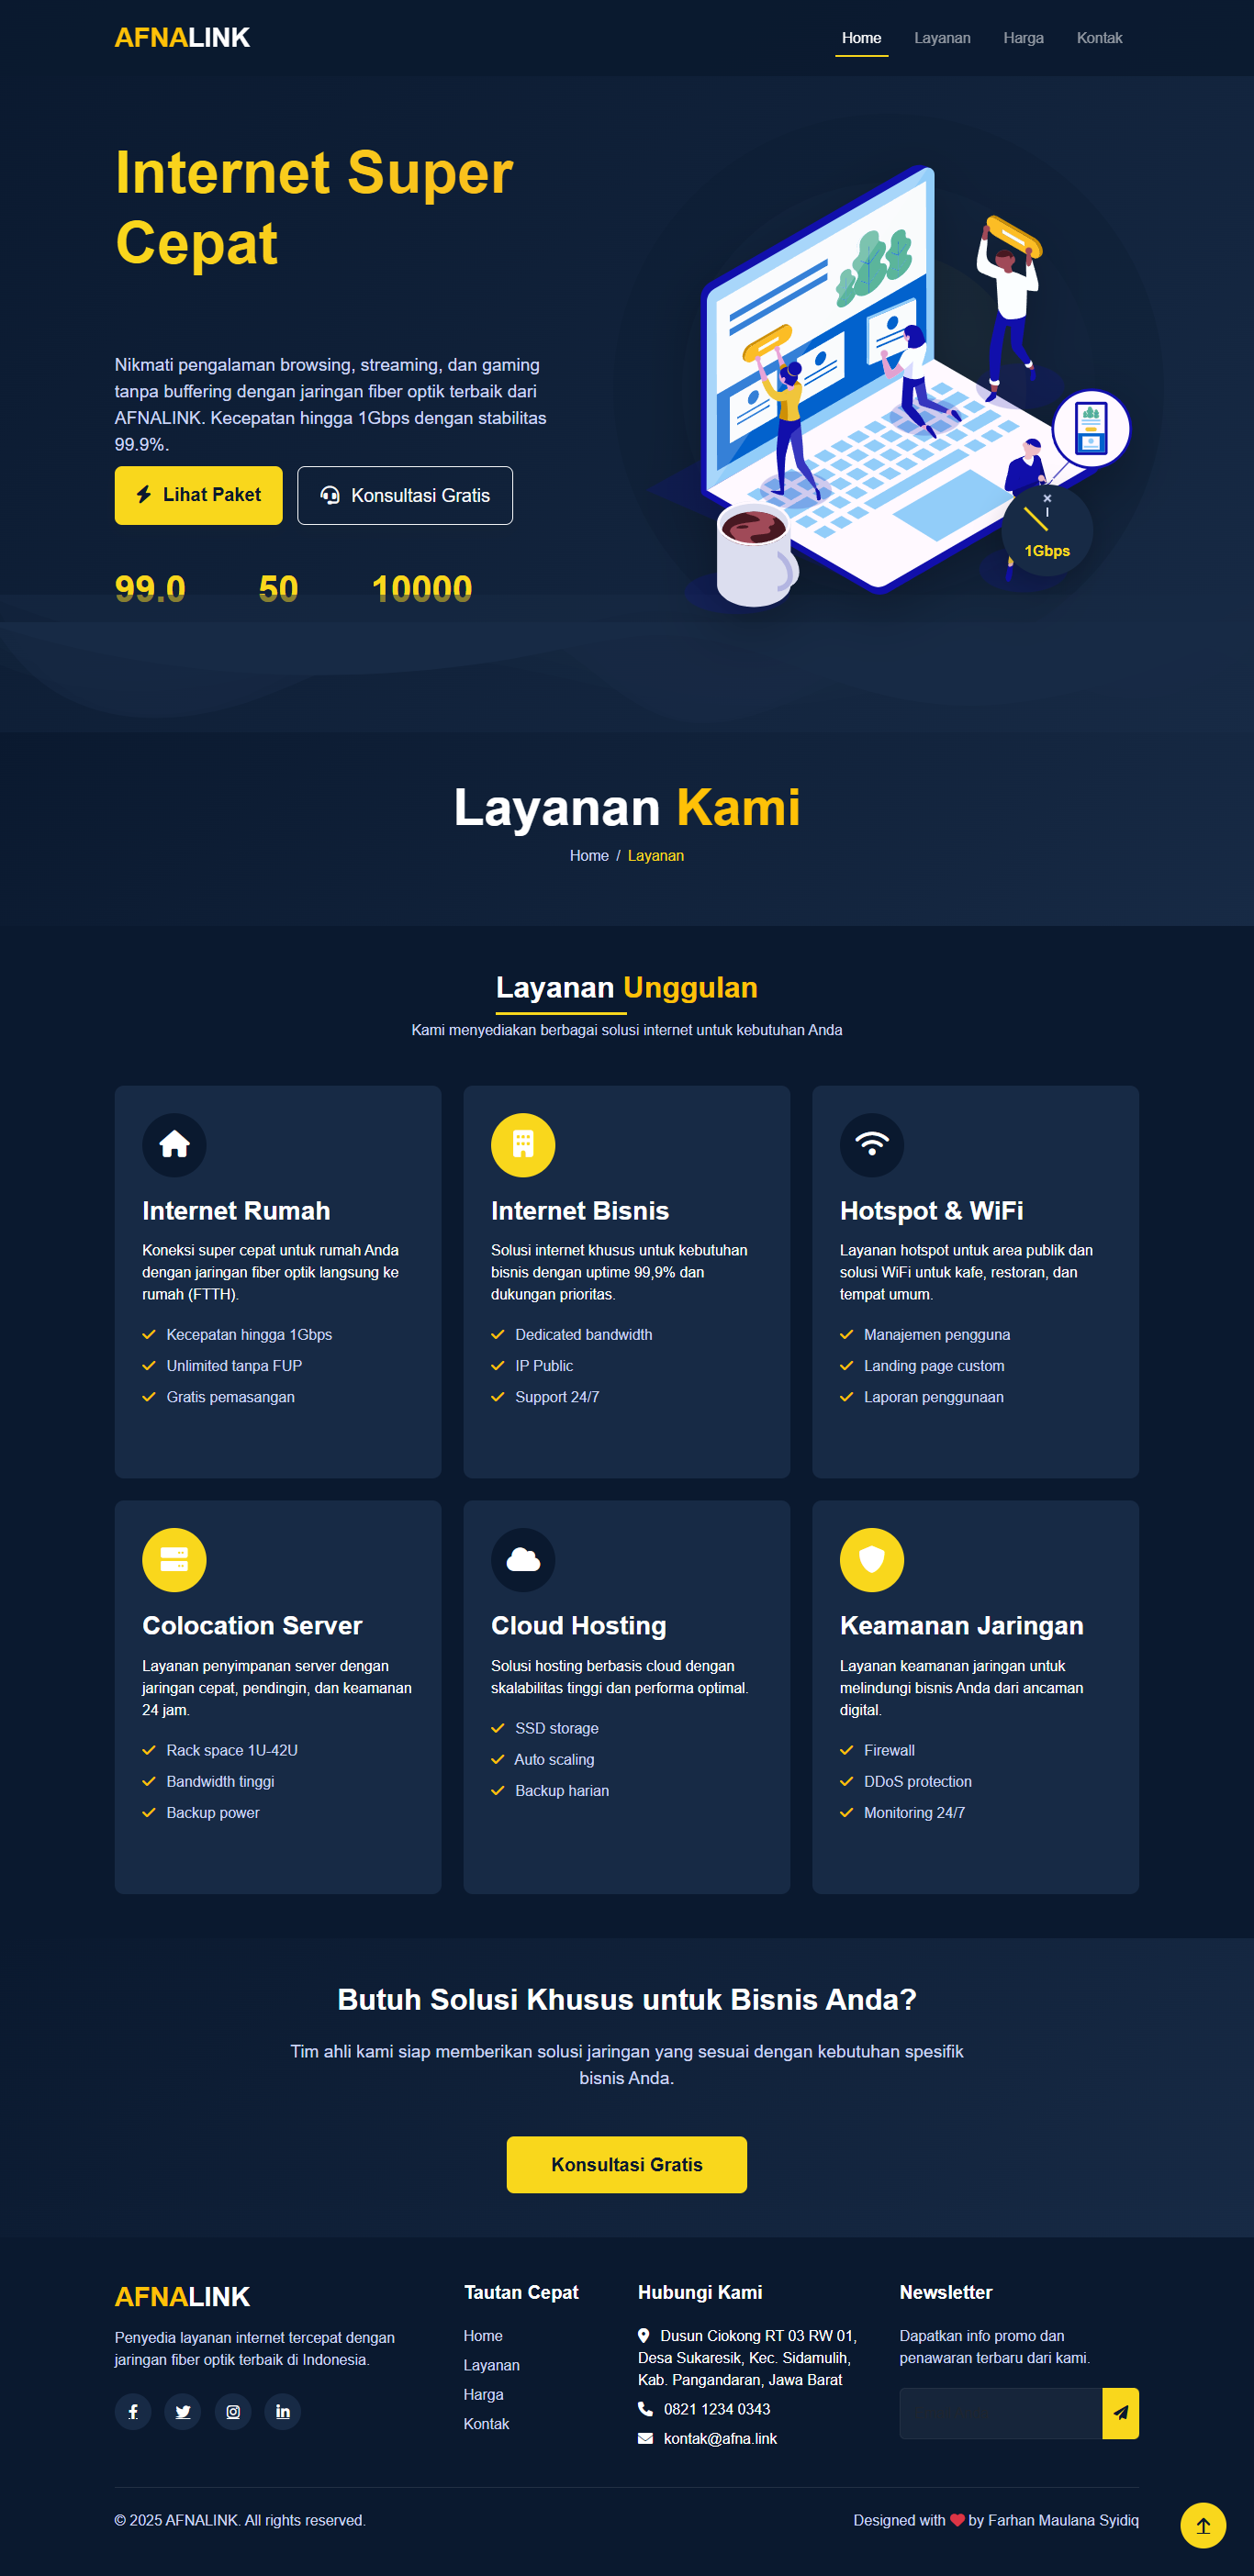 AFNALINK
Home
Layanan
Harga
Kontak
Internet Super
Cepat
Nikmati pengalaman browsing, streaming, dan gaming
tanpa buffering dengan jaringan fiber optik terbaik dari
AFNALINK. Kecepatan hingga 1Gbps dengan stabilitas
99.9%.
Lihat Paket
Konsultasi Gratis
1Gbps
99.0
50
10000
Layanan Kami
Home / Layanan
Layanan Unggulan
Kami menyediakan berbagai solusi internet untuk kebutuhan Anda
Internet Rumah
Koneksi super cepat untuk rumah Anda
dengan jaringan fiber optik langsung ke
rumah (FTTH).
Kecepatan hingga 1Gbps
Unlimited tanpa FUP
Gratis pemasangan
Internet Bisnis
Solusi internet khusus untuk kebutuhan
bisnis dengan uptime 99,9% dan
dukungan prioritas.
Dedicated bandwidth
IP Public
Support 24/7
Hotspot & WiFi
Layanan hotspot untuk area publik dan
solusi WiFi untuk kafe, restoran, dan
tempat umum.
Manajemen pengguna
Landing page custom
Laporan penggunaan
Colocation Server
Layanan penyimpanan server dengan
jaringan cepat, pendingin, dan keamanan
24 jam.
Rack space 1U-42U
Bandwidth tinggi
Backup power
Cloud Hosting
Solusi hosting berbasis cloud dengan
skalabilitas tinggi dan performa optimal.
SSD storage
Auto scaling
Backup harian
Keamanan Jaringan
Layanan keamanan jaringan untuk
melindungi bisnis Anda dari ancaman
digital.
Firewall
DDoS protection
Monitoring 24/7
Butuh Solusi Khusus untuk Bisnis Anda?
Tim ahli kami siap memberikan solusi jaringan yang sesuai dengan kebutuhan spesifik
bisnis Anda.
Konsultasi Gratis
AFNALINK
Penyedia layanan internet tercepat dengan
jaringan fiber optik terbaik di Indonesia.
Tautan Cepat
Home
Layanan
Harga
Kontak
Hubungi Kami
Dusun Ciokong RT 03 RW 01,
Desa Sukaresik, Kec. Sidamulih,
Kab. Pangandaran, Jawa Barat
0821 1234 0343
kontak@afna.link
Newsletter
Dapatkan info promo dan
penawaran terbaru dari kami.
© 2025 AFNALINK. All rights reserved.
Designed with ❤ by Farhan Maulana Syidiq